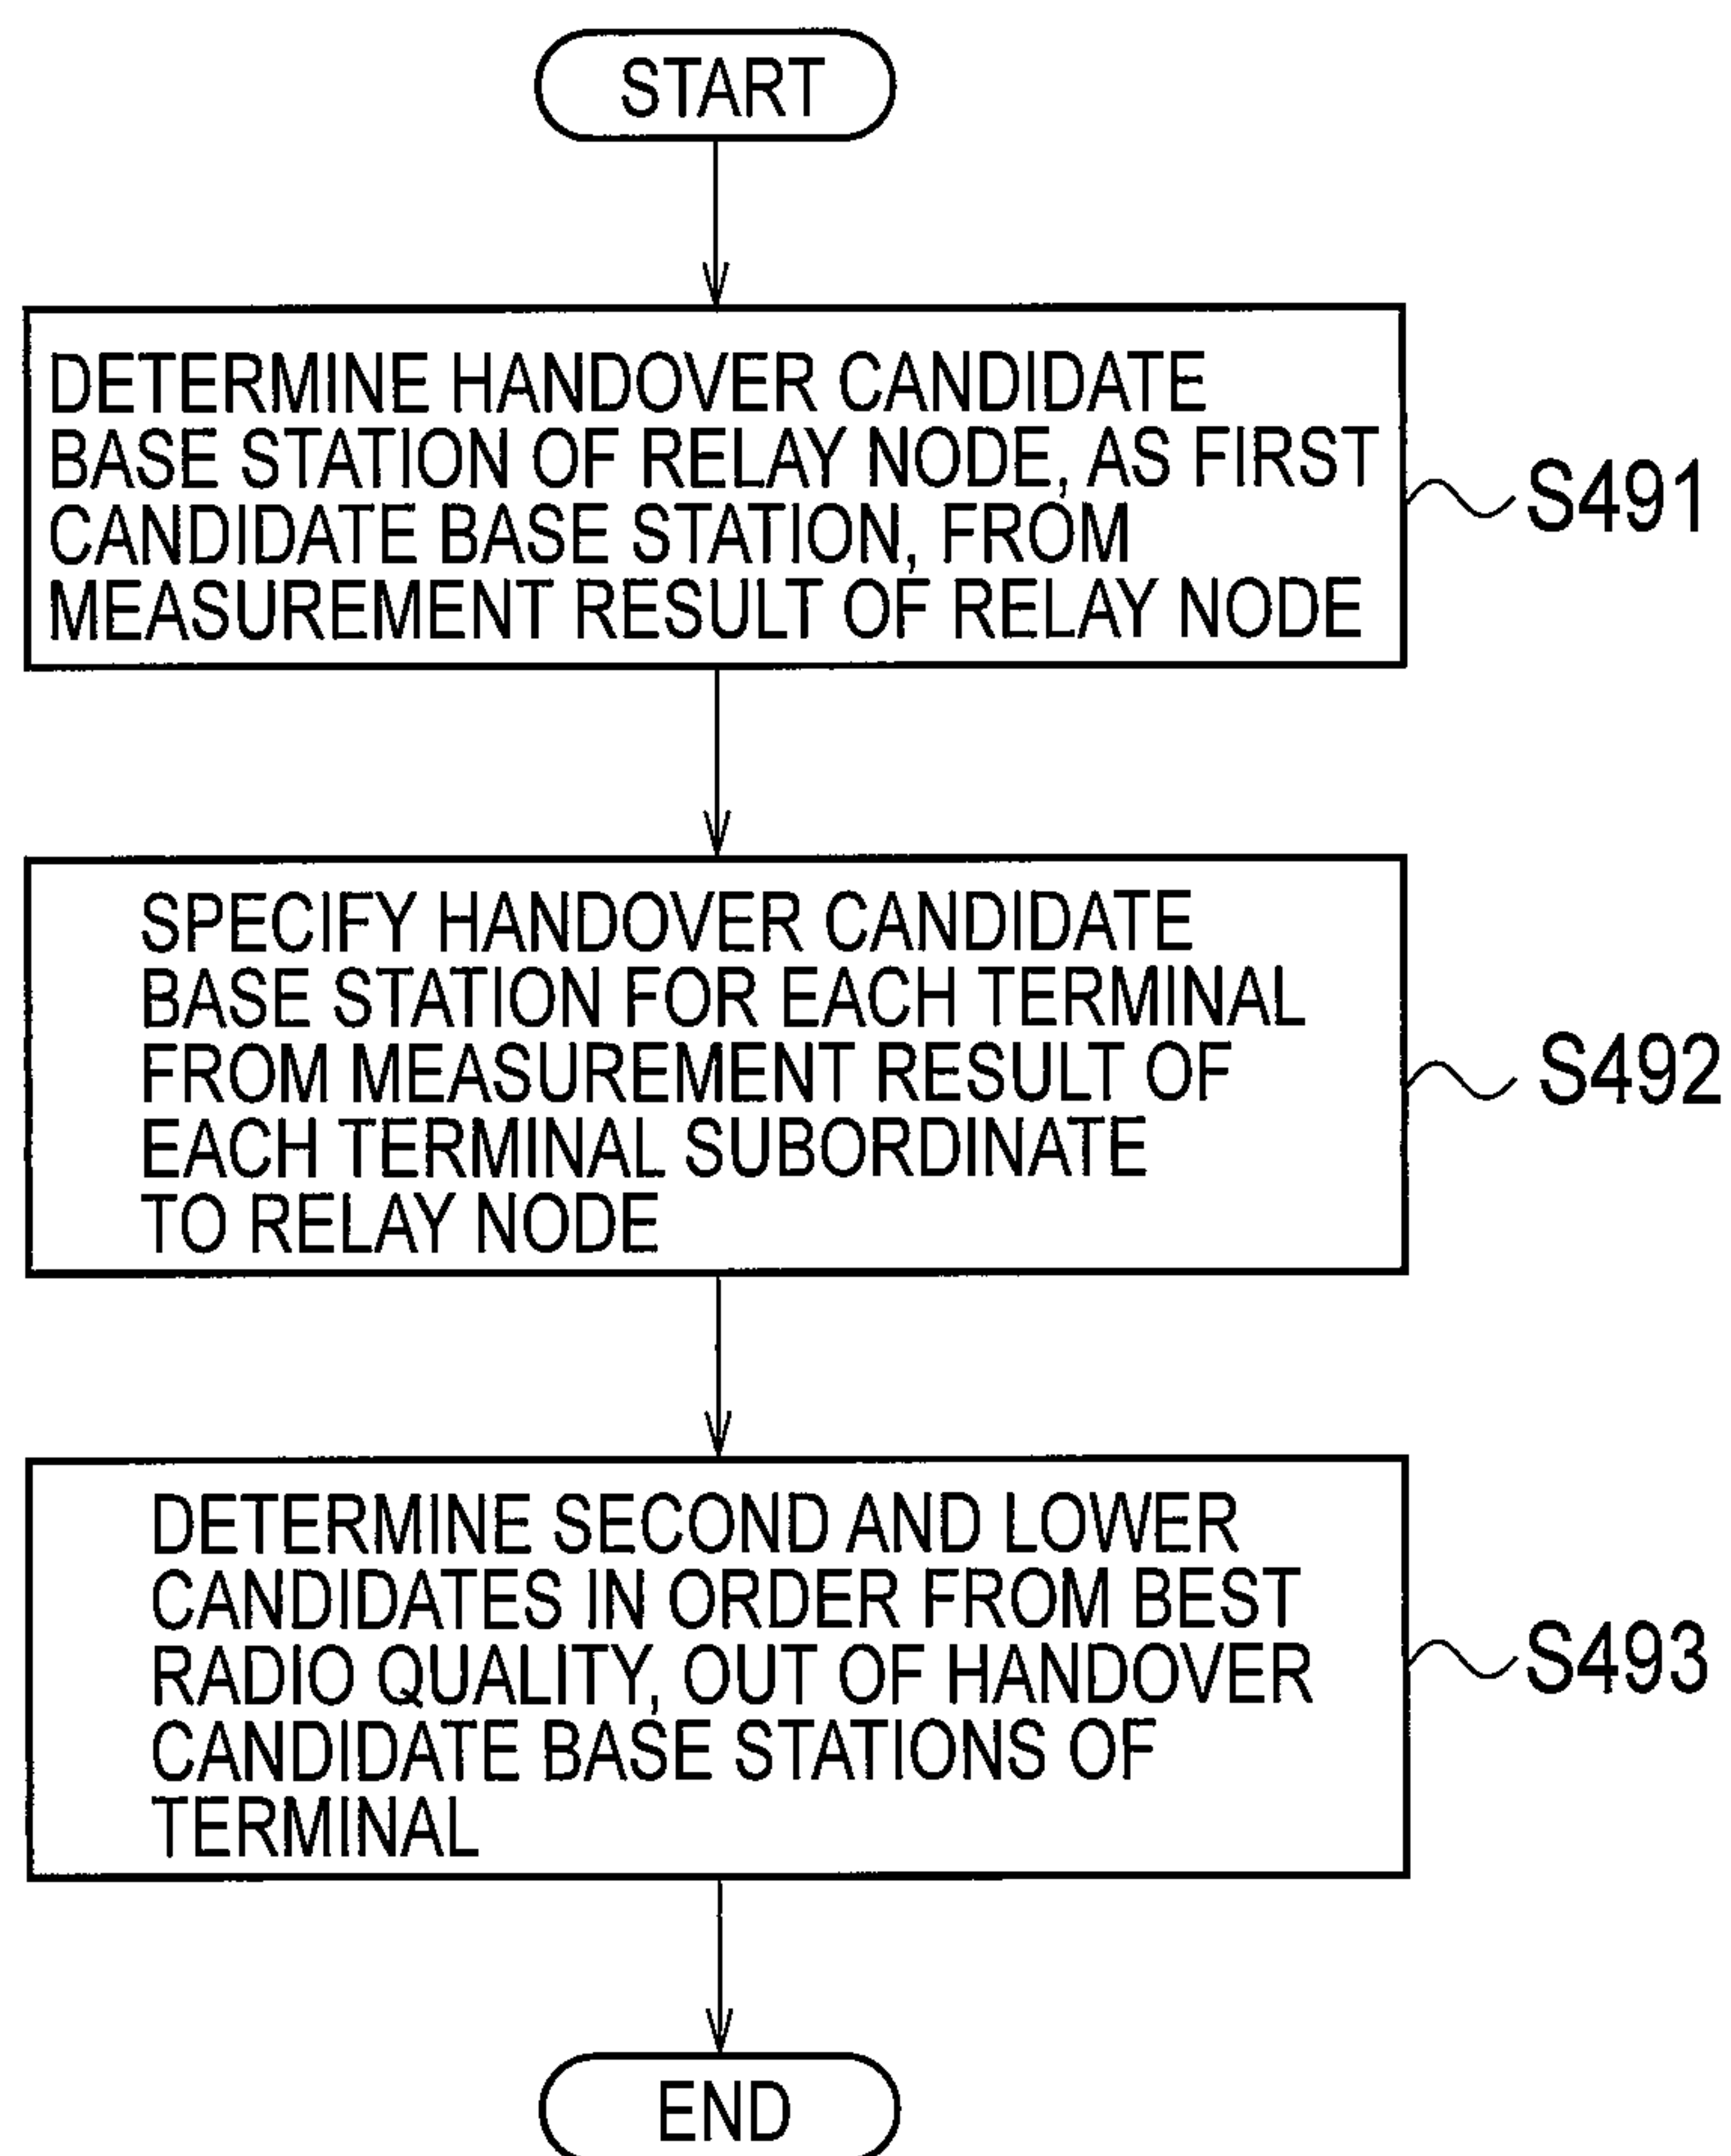 START
DETERMINE HANDOVER CANDIDATE
BASE STATION OF RELAY NODE, AS FIRST
CANDIDATE BASE STATION, FROM
MEASUREMENT RESULT OF RELAY NODE
S491
SPECIFY HANDOVER CANDIDATE
BASE STATION FOR EACH TERMINAL
FROM MEASUREMENT RESULT OF
EACH TERMINAL SUBORDINATE
TO RELAY NODE
S492
DETERMINE SECOND AND LOWER
CANDIDATES IN ORDER FROM BEST
RADIO QUALITY, OUT OF HANDOVER
CANDIDATE BASE STATIONS OF
TERMINAL
S493
END